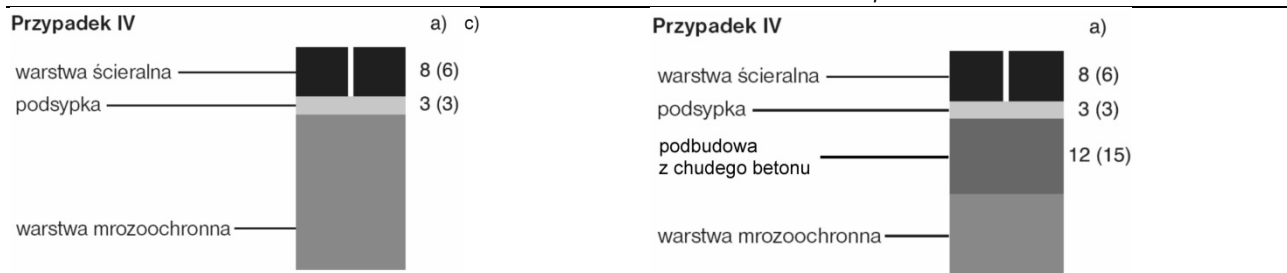 Przypadek IV a) c)
warstwa ścieralna 8 (6)
podsypka 3 (3)
warstwa mrozoochronna
Przypadek IV a)
warstwa ścieralna 8 (6)
podsypka 3 (3)
podbudowa
z chudego betonu 12 (15)
warstwa mrozoochronna